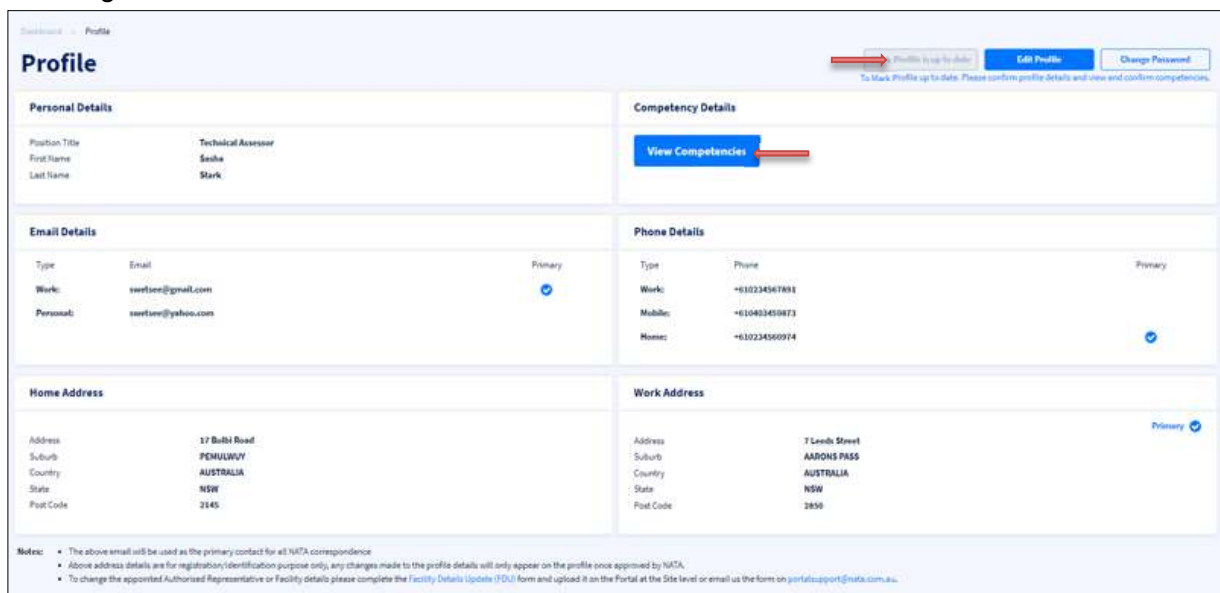 Dashboard > Profile
Profile
Profile is up to date
Edit Profile
Change Password
To Mark Profile up to date. Please confirm profile details and view and confirm competencies.
Personal Details
Position Title Technical Assessor
First Name Sesha
Last Name Stark
Competency Details
View Competencies
Email Details
Type Email Primary
Work: swetsee@gmail.com
Personal: swetsee@yahoo.com
Phone Details
Type Phone Primary
Work: +610234567891
Mobile: +610403459873
Home: +610234560974
Home Address
Address 17 Bolbi Road
Suburb PEMULWUY
Country AUSTRALIA
State NSW
Post Code 2145
Work Address
Primary
Address 7 Leeds Street
Suburb AARONS PASS
Country AUSTRALIA
State NSW
Post Code 2850
Notes: • The above email will be used as the primary contact for all NATA correspondence
• Above address details are for registration/identification purpose only, any changes made to the profile details will only appear on the profile once approved by NATA.
• To change the appointed Authorised Representative or Facility details please complete the Facility Details Update (FDU) form and upload it on the Portal at the Site level or email us the form on portalsupport@nata.com.au.